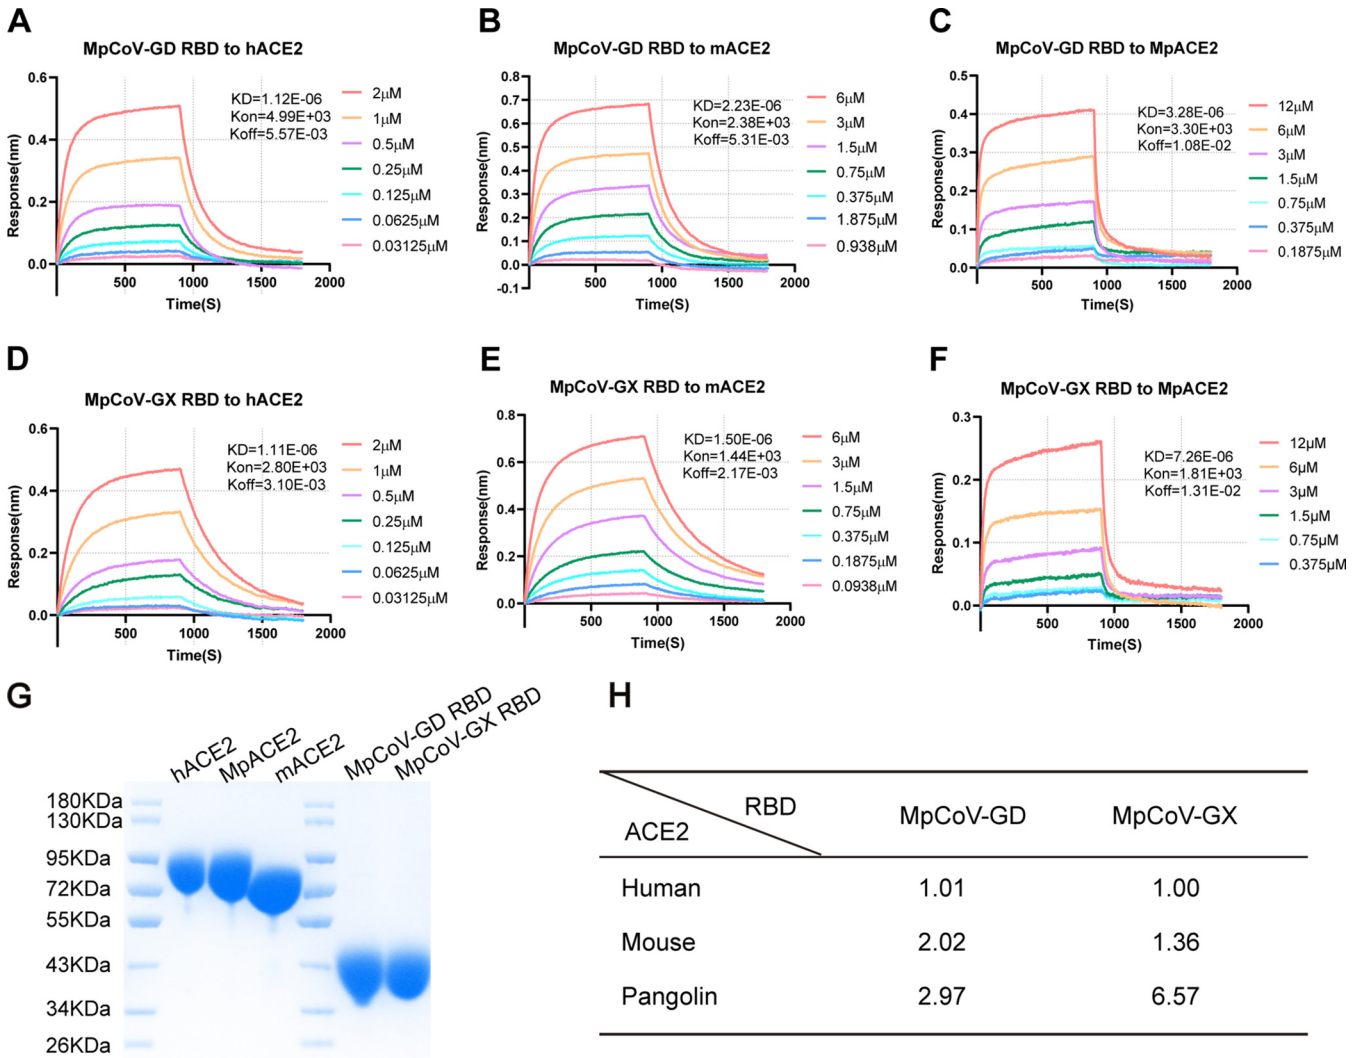 A
MpCoV-GD RBD to hACE2
KD=1.12E-06
Kon=4.99E+03
Koff=5.57E-03
Response(nm)
0.6
0.4
0.2
0.0
500
1000
1500
2000
Time(S)
2μM
1μM
0.5μM
0.25μM
0.125μM
0.0625μM
0.03125μM
B
MpCoV-GD RBD to mACE2
KD=2.23E-06
Kon=2.38E+03
Koff=5.31E-03
Response(nm)
0.8
0.7
0.6
0.5
0.4
0.3
0.2
0.1
0.0
-0.1
500
1000
1500
2000
Time(S)
6μM
3μM
1.5μM
0.75μM
0.375μM
1.875μM
0.938μM
C
MpCoV-GD RBD to MpACE2
KD=3.28E-06
Kon=3.30E+03
Koff=1.08E-02
Response(nm)
0.5
0.4
0.3
0.2
0.1
0.0
500
1000
1500
2000
Time(S)
12μM
6μM
3μM
1.5μM
0.75μM
0.375μM
0.1875μM
D
MpCoV-GX RBD to hACE2
KD=1.11E-06
Kon=2.80E+03
Koff=3.10E-03
Response(nm)
0.6
0.4
0.2
0.0
500
1000
1500
2000
Time(S)
2μM
1μM
0.5μM
0.25μM
0.125μM
0.0625μM
0.03125μM
E
MpCoV-GX RBD to mACE2
KD=1.50E-06
Kon=1.44E+03
Koff=2.17E-03
Response(nm)
0.8
0.6
0.4
0.2
0.0
500
1000
1500
2000
Time(S)
6μM
3μM
1.5μM
0.75μM
0.375μM
0.1875μM
0.0938μM
F
MpCoV-GX RBD to MpACE2
KD=7.26E-06
Kon=1.81E+03
Koff=1.31E-02
Response(nm)
0.3
0.2
0.1
0.0
500
1000
1500
2000
Time(S)
12μM
6μM
3μM
1.5μM
0.75μM
0.375μM
G
hACE2
MpACE2
mACE2
MpCoV-GD RBD
MpCoV-GX RBD
180KDa
130KDa
95KDa
72KDa
55KDa
43KDa
34KDa
26KDa
H
RBD
ACE2
MpCoV-GD
MpCoV-GX
Human 1.01 1.00
Mouse 2.02 1.36
Pangolin 2.97 6.57